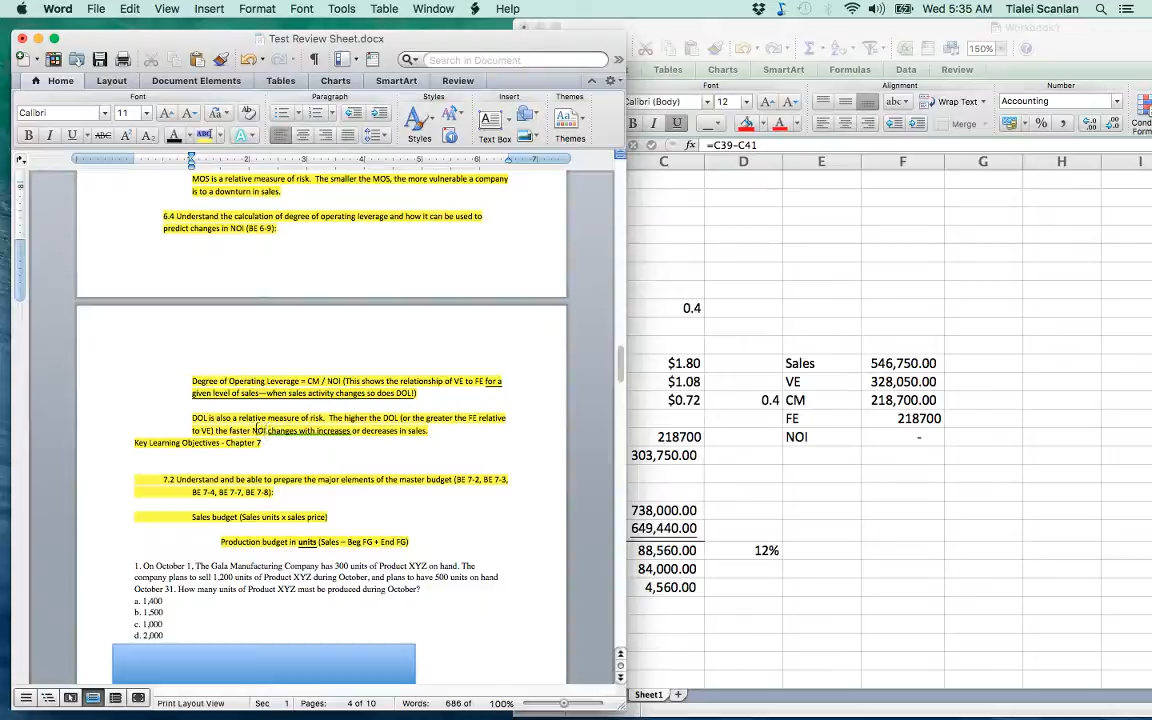 Word File Edit View Insert Format Font Tools Table Window Help
Wed 5:35 AM Tialei Scanlan
Test Review Sheet.docx
Workbook1
Search in Document
150%
Home Layout Document Elements Tables Charts SmartArt Review
Tables Charts SmartArt Formulas Data Review
Font Paragraph Styles Insert Themes
Font Alignment Number
Calibri 11
Calibri (Body) 12 abc Wrap Text Accounting
B I U ABC A² A₂ A ABC A Styles Text Box Themes
B I U Merge % Cond
Form
fx =C39-C41
C D E F G H I
MOS is a relative measure of risk. The smaller the MOS, the more vulnerable a company
is to a downturn in sales.
6.4 Understand the calculation of degree of operating leverage and how it can be used to
predict changes in NOI (BE 6-9):
Degree of Operating Leverage = CM / NOI (This shows the relationship of VE to FE for a
given level of sales—when sales activity changes so does DOL!)
DOL is also a relative measure of risk. The higher the DOL (or the greater the FE relative
to VE) the faster NOI changes with increases or decreases in sales.
Key Learning Objectives - Chapter 7
7.2 Understand and be able to prepare the major elements of the master budget (BE 7-2, BE 7-3,
BE 7-4, BE 7-7, BE 7-8):
Sales budget (Sales units x sales price)
Production budget in units (Sales – Beg FG + End FG)
1. On October 1, The Gala Manufacturing Company has 300 units of Product XYZ on hand. The
company plans to sell 1,200 units of Product XYZ during October, and plans to have 500 units on hand
October 31. How many units of Product XYZ must be produced during October?
a. 1,400
b. 1,500
c. 1,000
d. 2,000
0.4
$1.80 Sales 546,750.00
$1.08 VE 328,050.00
$0.72 0.4 CM 218,700.00
FE 218700
218700 NOI -
303,750.00
738,000.00
649,440.00
88,560.00 12%
84,000.00
4,560.00
Sheet1
Print Layout View Sec 1 Pages: 4 of 10 Words: 686 of 100%